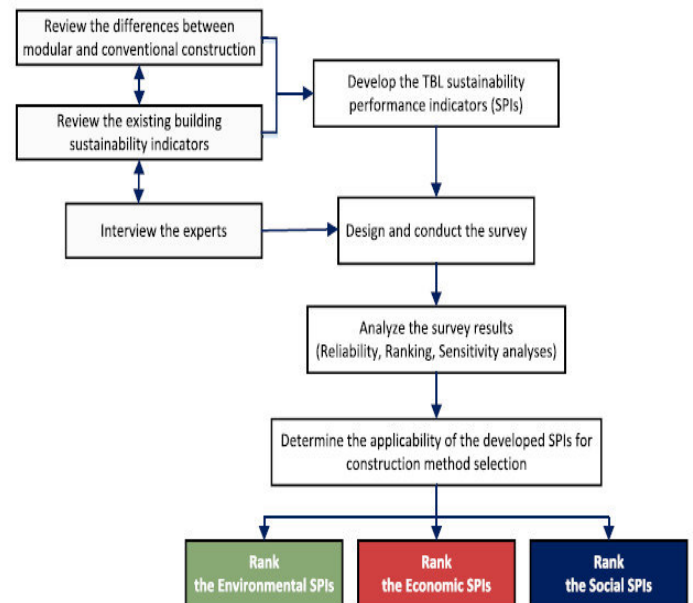 Review the differences between
modular and conventional construction
Develop the TBL sustainability
performance indicators (SPIs)
Review the existing building
sustainability indicators
Interview the experts
Design and conduct the survey
Analyze the survey results
(Reliability, Ranking, Sensitivity analyses)
Determine the applicability of the developed SPIs for
construction method selection
Rank
the Environmental SPIs
Rank
the Economic SPIs
Rank
the Social SPIs